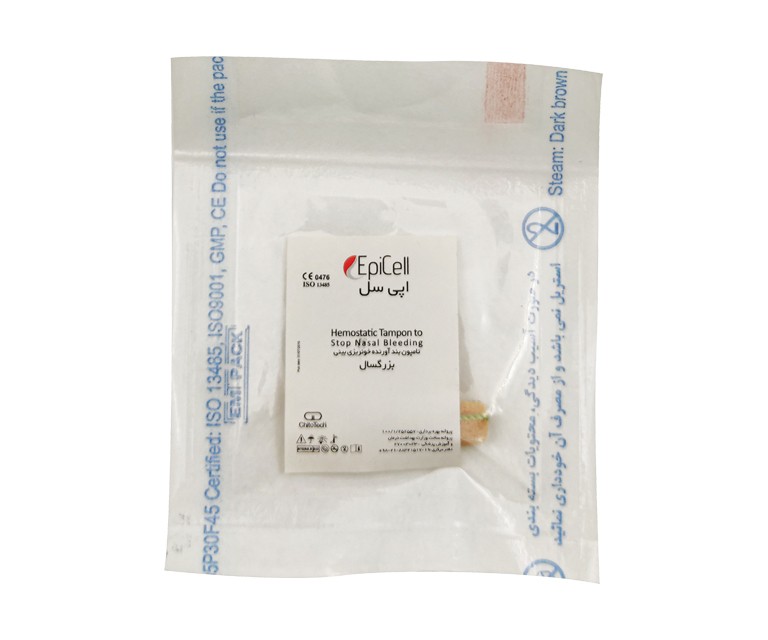 5P30F45 Certified: ISO 13485, ISO9001, GMP, CE Do not use if the pac
EMI PACK
Steam: Dark brown
در صورت آسیب دیدگی، محتویات بسته بندی
استریل نمی باشد و از مصرف آن خودداری نمائید
CE 0476
ISO 13485
EpiCell
اپی سل
Hemostatic Tampon to
Stop Nasal Bleeding
تامپون بند آورنده خونریزی بینی
بزرگسال
ChitoTech